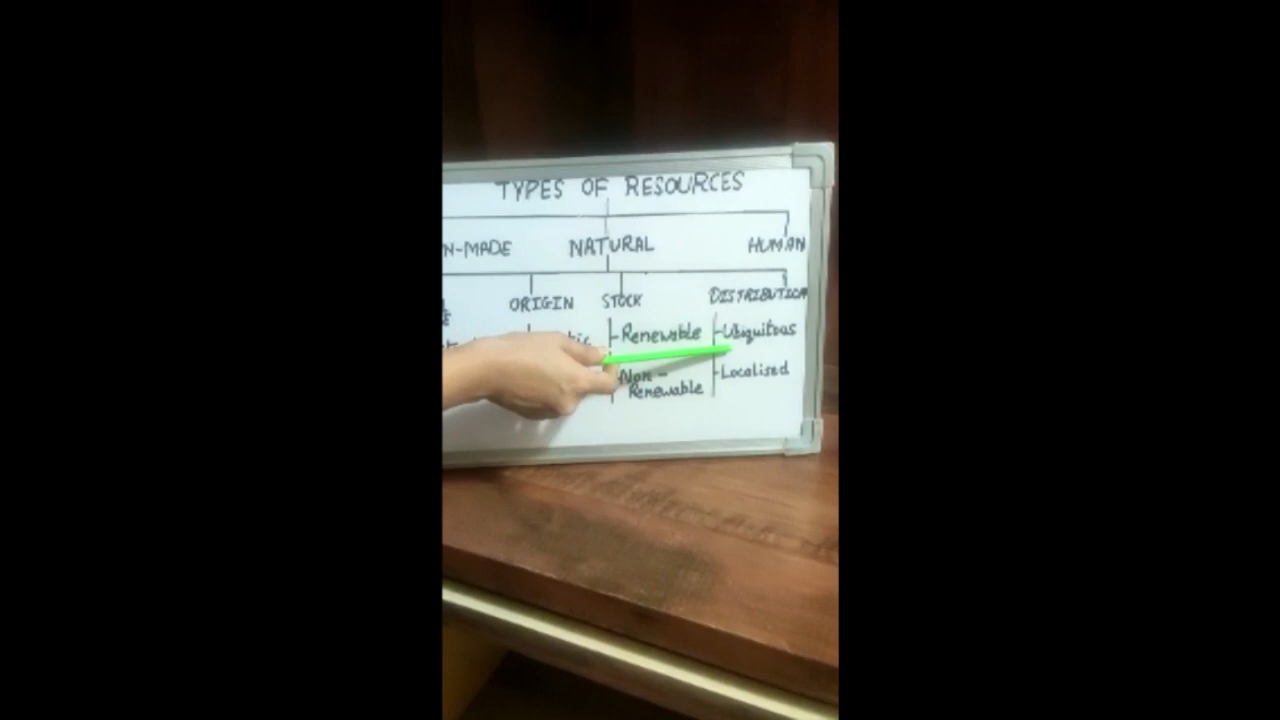 TYPES OF RESOURCES
N-MADE NATURAL HUMAN
ORIGIN STOCK DISTRIBUTION
Renewable Ubiquitous
Non- Localised
Renewable